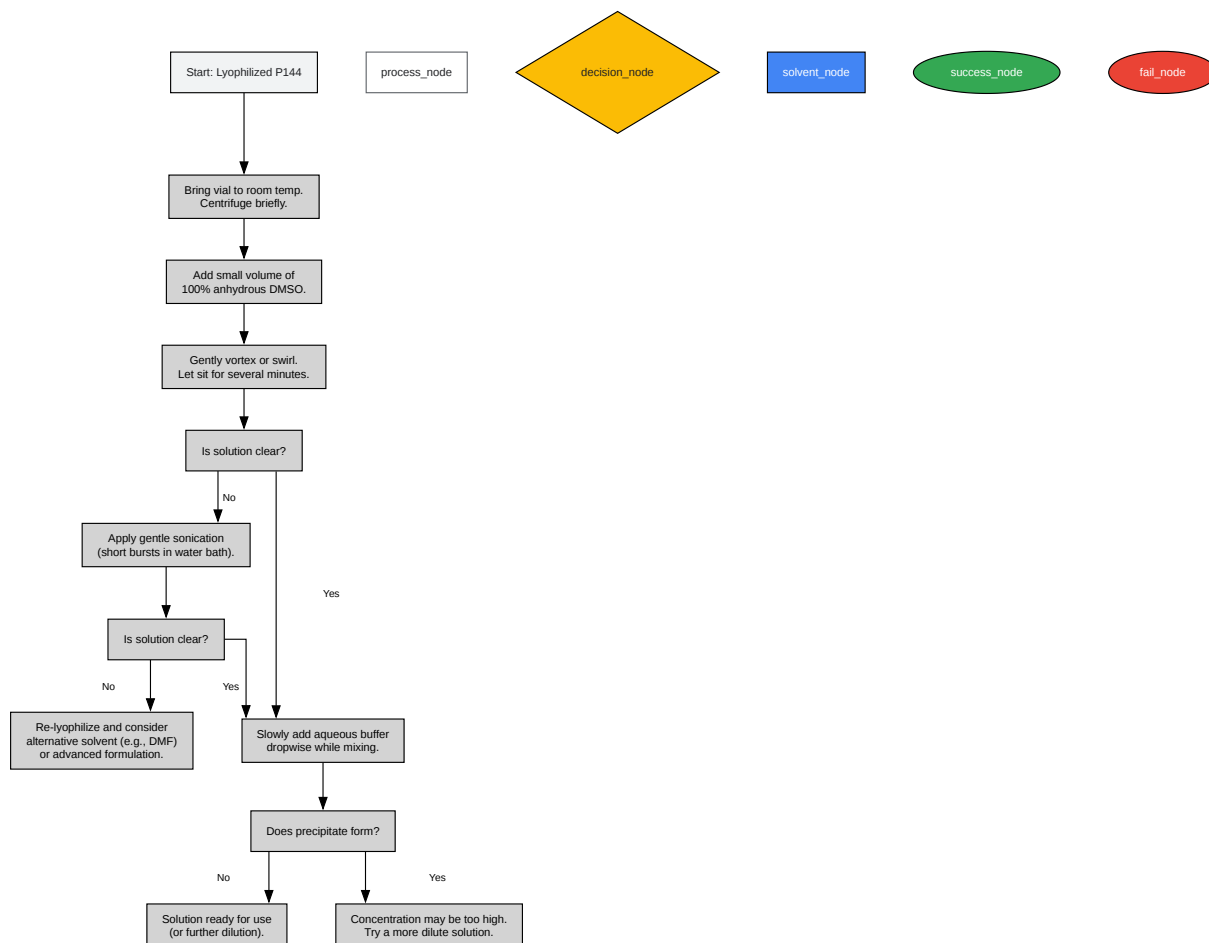 Start: Lyophilized P144
process_node
decision_node
solvent_node
success_node
fail_node
Bring vial to room temp.
Centrifuge briefly.
Add small volume of
100% anhydrous DMSO.
Gently vortex or swirl.
Let sit for several minutes.
Is solution clear?
No
Apply gentle sonication
(short bursts in water bath).
Yes
Is solution clear?
No
Yes
Re-lyophilize and consider
alternative solvent (e.g., DMF)
or advanced formulation.
Slowly add aqueous buffer
dropwise while mixing.
Does precipitate form?
No
Yes
Solution ready for use
(or further dilution).
Concentration may be too high.
Try a more dilute solution.